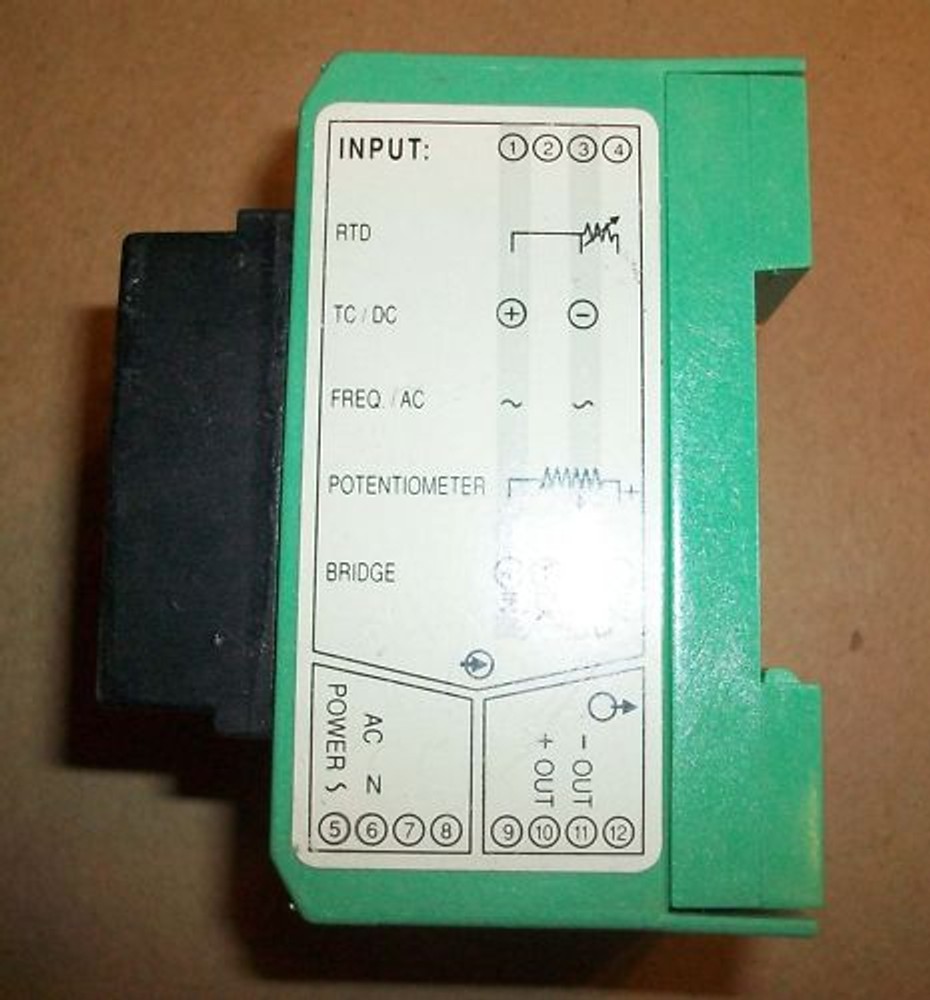 INPUT: ① ② ③ ④
RTD
TC / DC ⊕ ⊖
FREQ. / AC ~ ~
POTENTIOMETER +
BRIDGE
POWER ~
AC N
+ OUT
− OUT
⑤ ⑥ ⑦ ⑧
⑨ ⑩ ⑪ ⑫